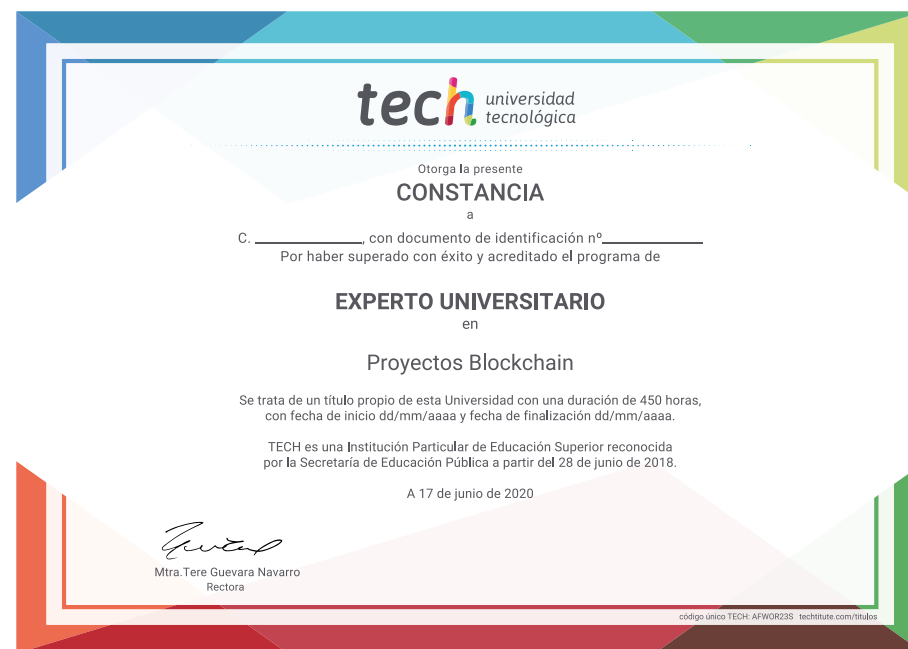 tech universidad
tecnológica
Otorga la presente
CONSTANCIA
a
C. ____________, con documento de identificación nº____________
Por haber superado con éxito y acreditado el programa de
EXPERTO UNIVERSITARIO
en
Proyectos Blockchain
Se trata de un título propio de esta Universidad con una duración de 450 horas,
con fecha de inicio dd/mm/aaaa y fecha de finalización dd/mm/aaaa.
TECH es una Institución Particular de Educación Superior reconocida
por la Secretaría de Educación Pública a partir del 28 de junio de 2018.
A 17 de junio de 2020
Mtra.Tere Guevara Navarro
Rectora
código único TECH: AFWOR23S techtitute.com/titulos